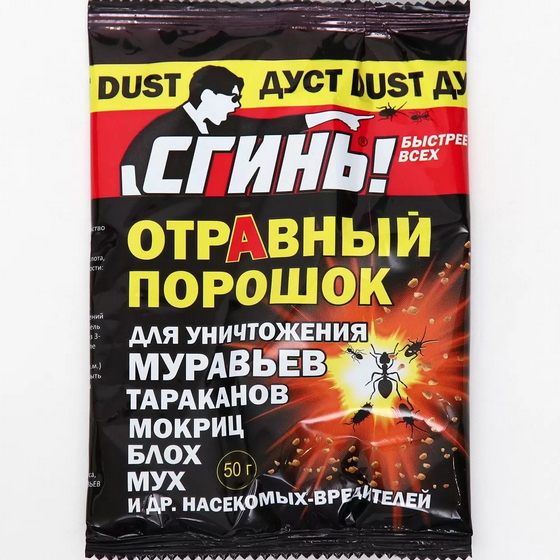 DUST ДУСТ DUST ДУ
СГИНЬ!®
БЫСТРЕЕ
ВСЕХ
ОТРАВНЫЙ
ПОРОШОК
ДЛЯ УНИЧТОЖЕНИЯ
МУРАВЬЕВ
ТАРАКАНОВ
МОКРИЦ
БЛОХ
50 г
МУХ
И ДР. НАСЕКОМЫХ-ВРЕДИТЕЛЕЙ